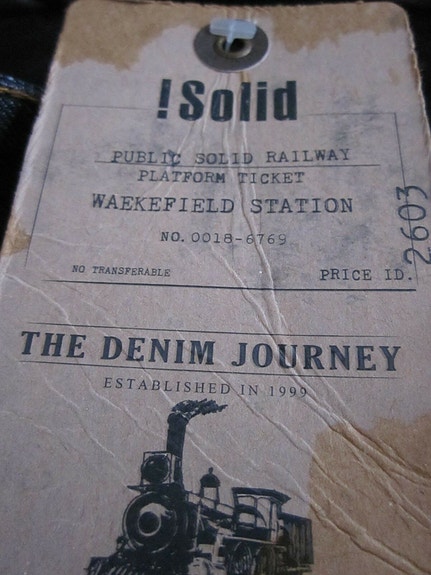 !Solid
PUBLIC SOLID RAILWAY
PLATFORM TICKET
WAEKEFIELD STATION
NO. 0018-6769
NO TRANSFERABLE
PRICE ID.
2603
THE DENIM JOURNEY
ESTABLISHED IN 1999